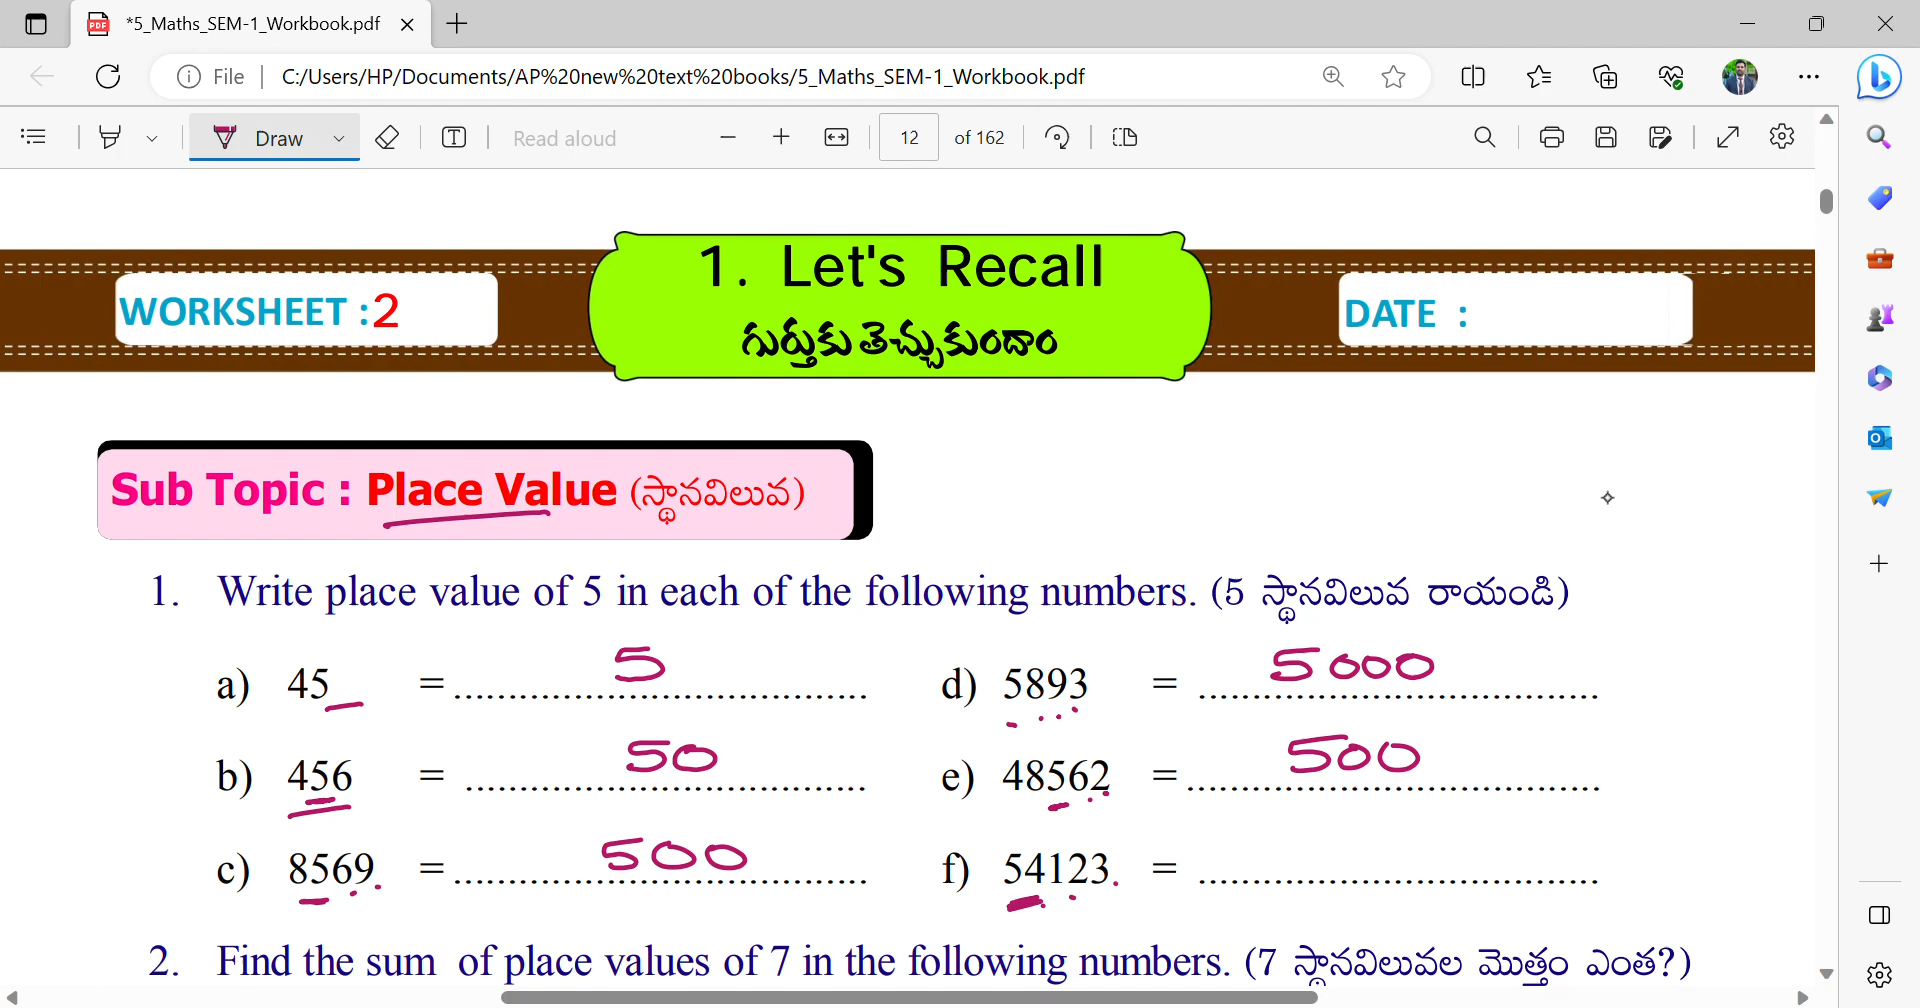 *5_Maths_SEM-1_Workbook.pdf
File C:/Users/HP/Documents/AP%20new%20text%20books/5_Maths_SEM-1_Workbook.pdf
Draw Read aloud 12 of 162
WORKSHEET :2
1. Let's Recall
గుర్తుకు తెచ్చుకుందాం
DATE :
Sub Topic : Place Value (స్థానవిలువ)
1. Write place value of 5 in each of the following numbers. (5 స్థానవిలువ రాయండి)
a) 45 = 5 d) 5893 = 5000
b) 456 = 50 e) 48562 = 500
c) 8569 = 500 f) 54123 =
2. Find the sum of place values of 7 in the following numbers. (7 స్థానవిలువల మొత్తం ఎంత?)